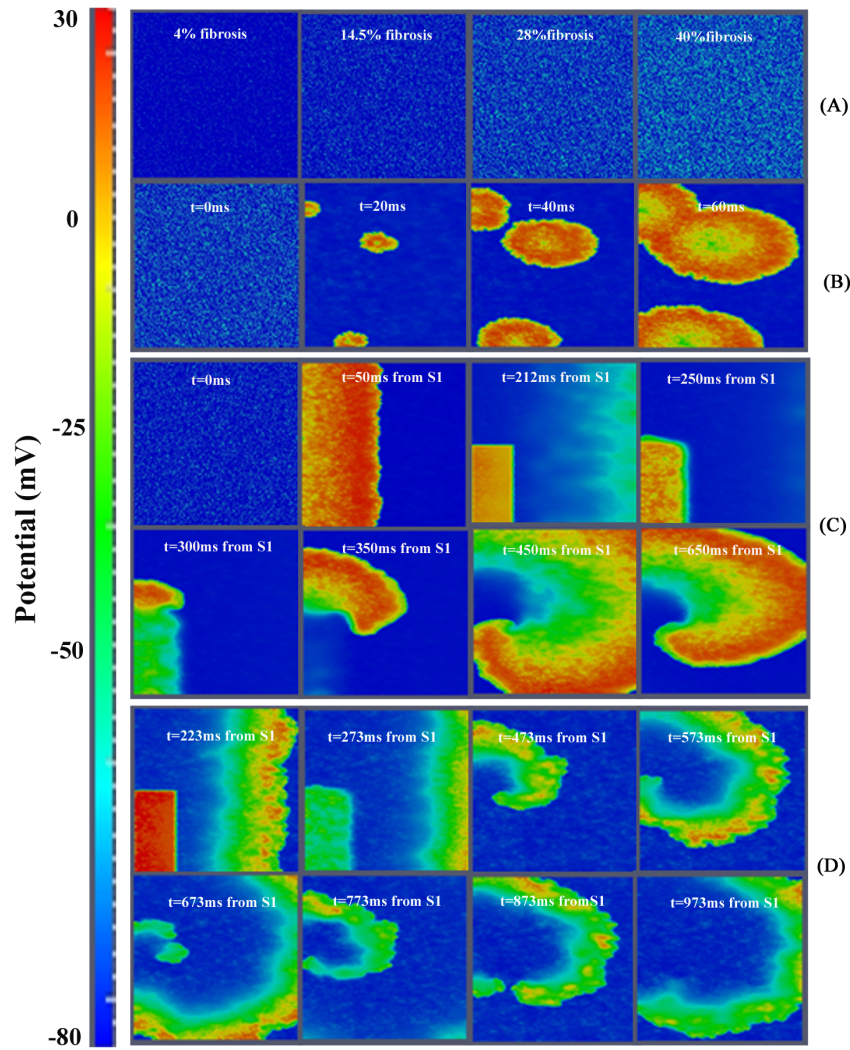 30
0
-25
-50
-80
Potential (mV)
4% fibrosis
14.5% fibrosis
28%fibrosis
40%fibrosis
(A)
t=0ms
t=20ms
t=40ms
t=60ms
(B)
t=0ms
t=50ms from S1
t=212ms from S1
t=250ms from S1
t=300ms from S1
t=350ms from S1
t=450ms from S1
t=650ms from S1
(C)
t=223ms from S1
t=273ms from S1
t=473ms from S1
t=573ms from S1
t=673ms from S1
t=773ms from S1
t=873ms fromS1
t=973ms from S1
(D)